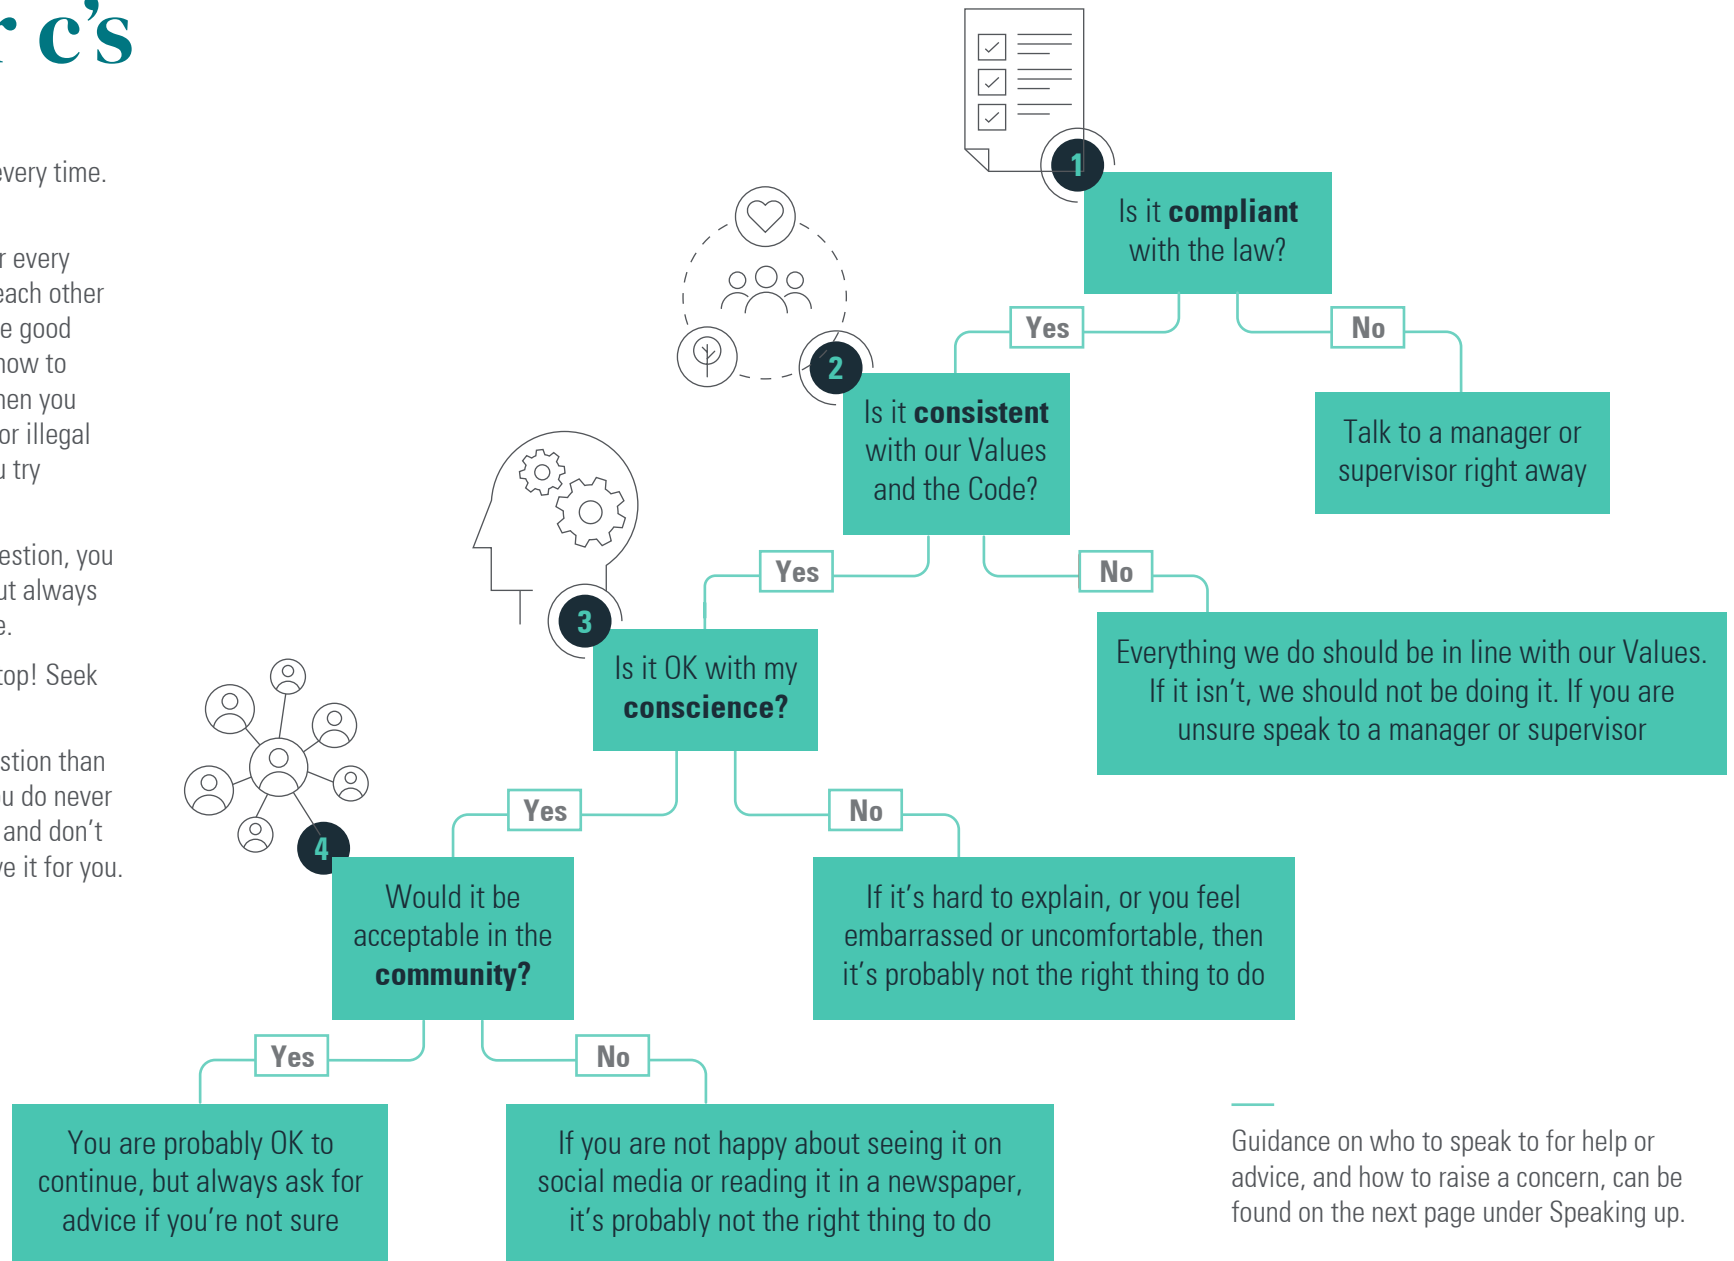 r c's
every time.
r every
each other
e good
now to
hen you
or illegal
u try
estion, you
ut always
e.
top! Seek
stion than
ou do never
and don't
ve it for you.
1
Is it compliant
with the law?
Yes
No
Talk to a manager or
supervisor right away
2
Is it consistent
with our Values
and the Code?
Yes
No
Everything we do should be in line with our Values.
If it isn't, we should not be doing it. If you are
unsure speak to a manager or supervisor
3
Is it OK with my
conscience?
Yes
No
If it's hard to explain, or you feel
embarrassed or uncomfortable, then
it's probably not the right thing to do
4
Would it be
acceptable in the
community?
Yes
No
You are probably OK to
continue, but always ask for
advice if you're not sure
If you are not happy about seeing it on
social media or reading it in a newspaper,
it's probably not the right thing to do
Guidance on who to speak to for help or
advice, and how to raise a concern, can be
found on the next page under Speaking up.